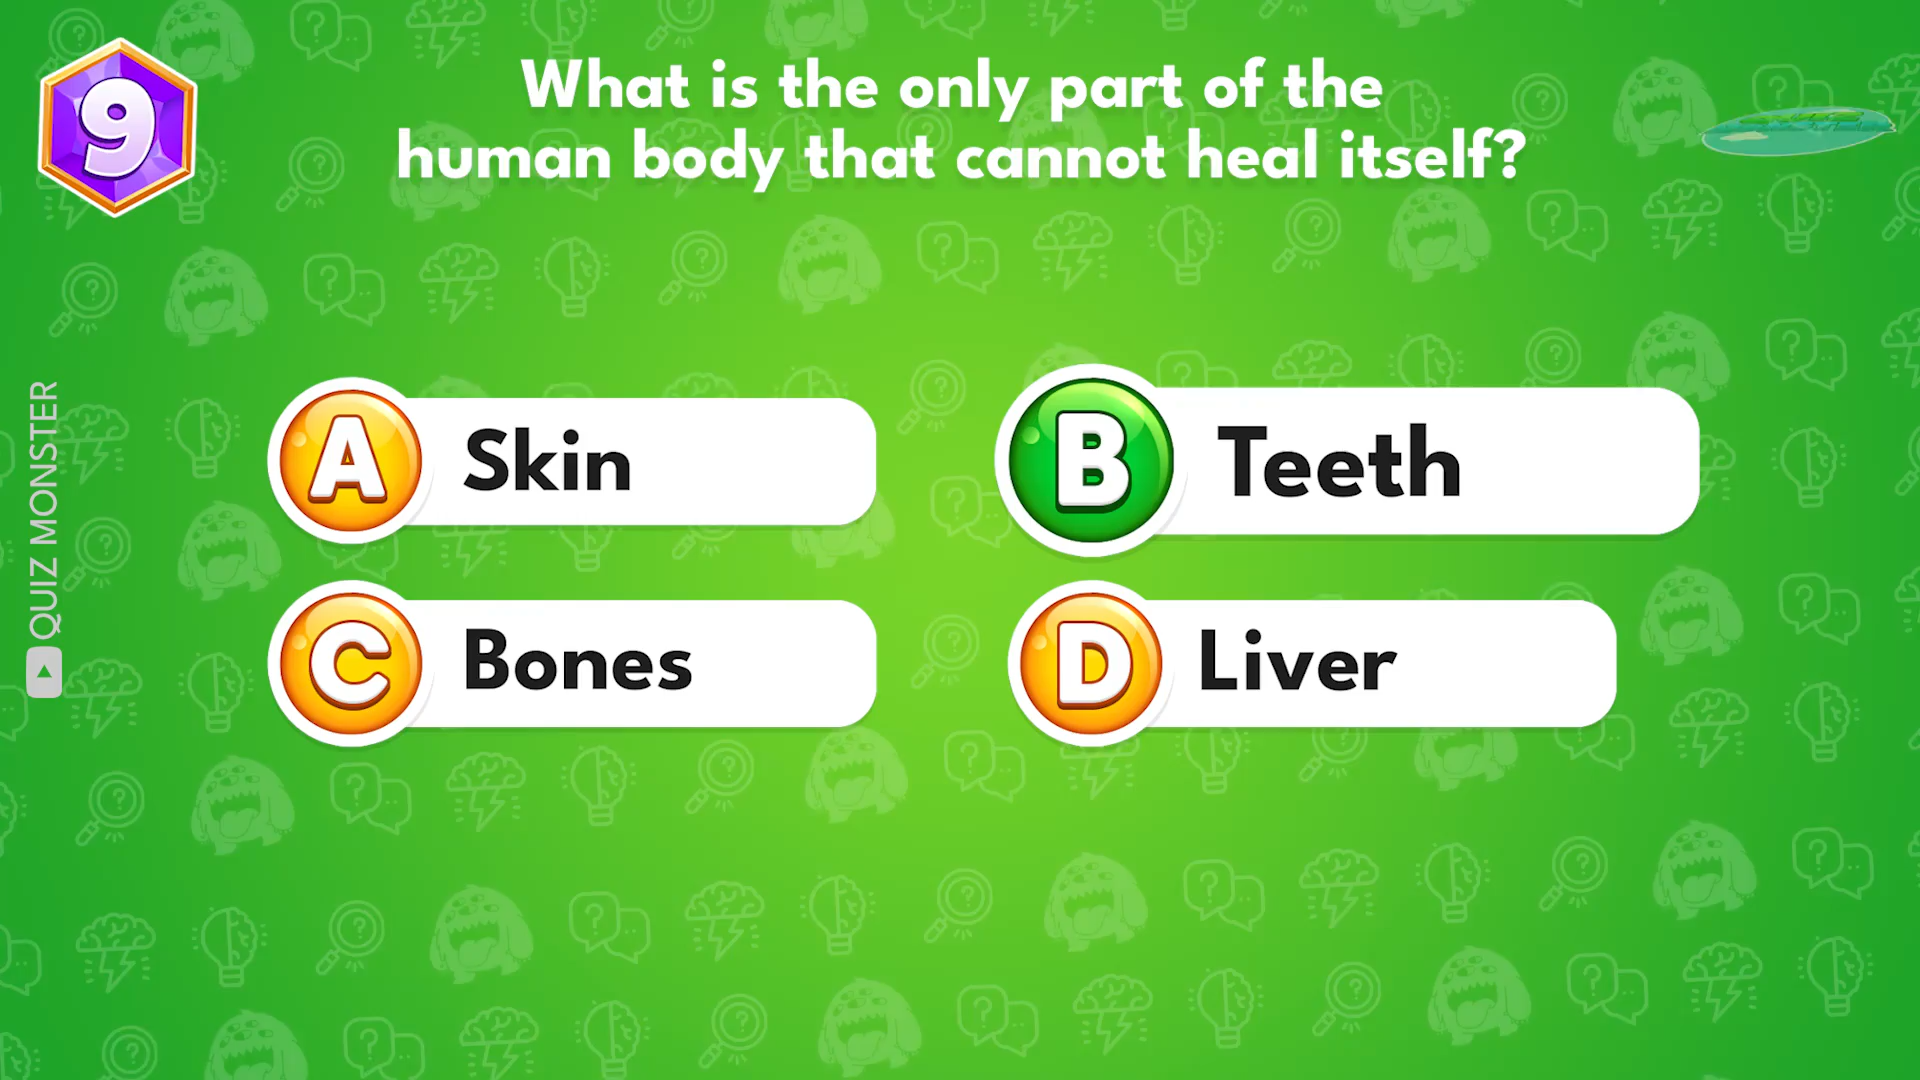 9
What is the only part of the
human body that cannot heal itself?
A Skin
B Teeth
C Bones
D Liver
QUIZ MONSTER